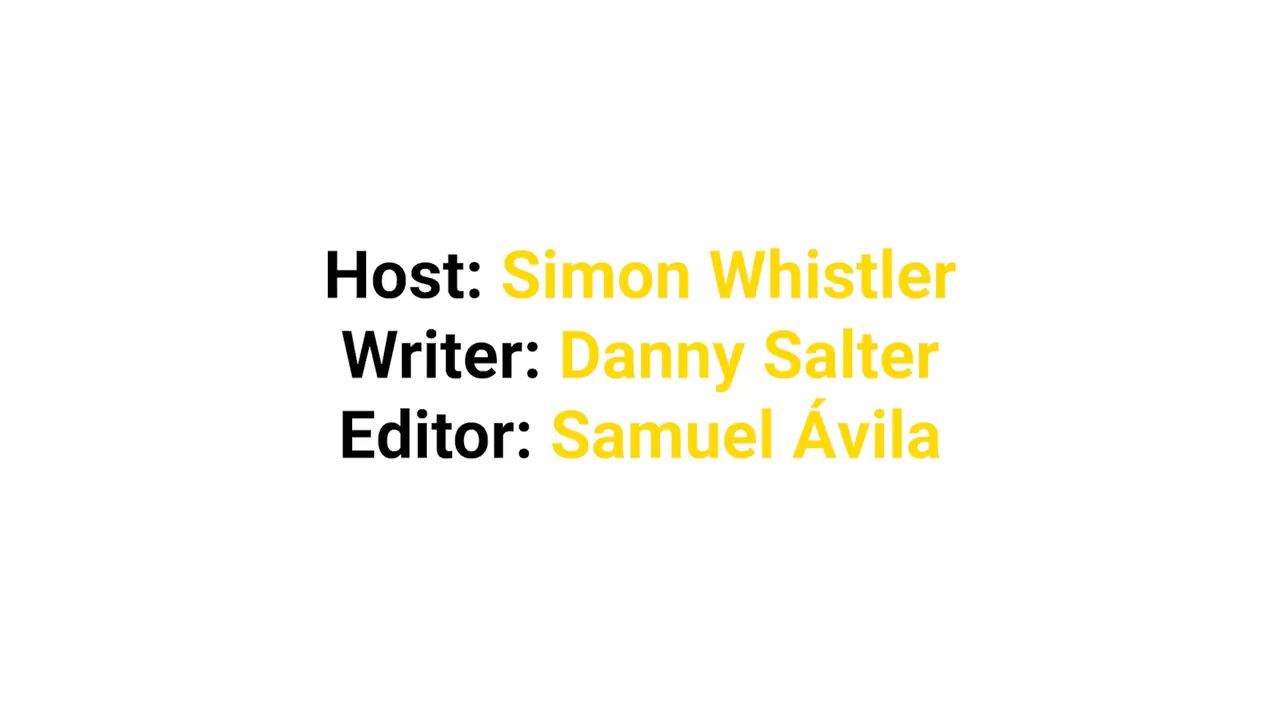 Host: Simon Whistler
Writer: Danny Salter
Editor: Samuel Ávila